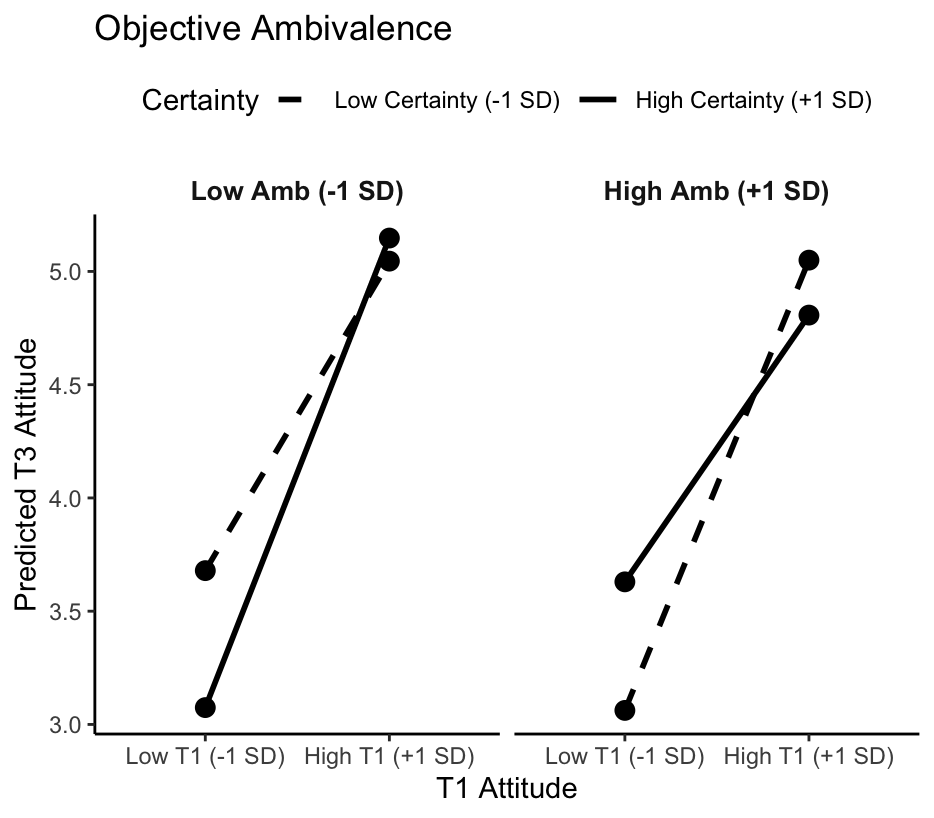 Objective Ambivalence
Certainty Low Certainty (-1 SD) High Certainty (+1 SD)
Low Amb (-1 SD) High Amb (+1 SD)
Predicted T3 Attitude
5.0
4.5
4.0
3.5
3.0
Low T1 (-1 SD) High T1 (+1 SD) Low T1 (-1 SD) High T1 (+1 SD)
T1 Attitude